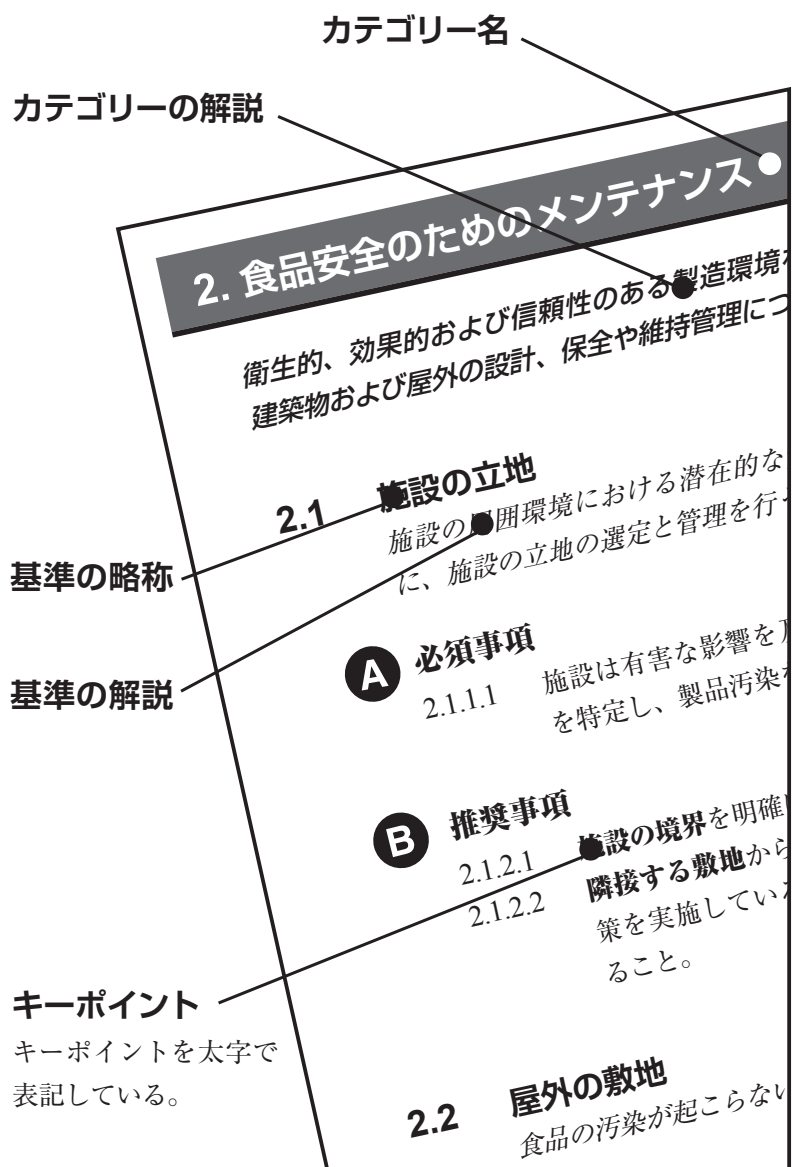 カテゴリー名
カテゴリーの解説
2. 食品安全のためのメンテナンス
衛生的、効果的および信頼性のある製造環境
建築物および屋外の設計、保全や維持管理につ
2.1 施設の立地
施設の周囲環境における潜在的な
に、施設の立地の選定と管理を行
基準の略称
基準の解説
A 必須事項
2.1.1.1 施設は有害な影響を
を特定し、製品汚染
B 推奨事項
2.1.2.1 施設の境界を明確
2.1.2.2 隣接する敷地から
策を実施している
ること。
キーポイント
キーポイントを太字で
表記している。
2.2 屋外の敷地
食品の汚染が起こらない